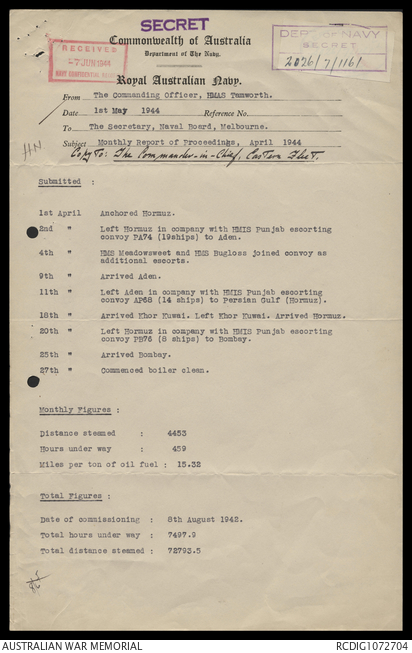 SECRET
Commonwealth of Australia
Department of The Navy.
RECEIVED
-7 JUN 1944
NAVY CONFIDENTIAL
DEPT OF NAVY
SECRET
2026/7/1161
Royal Australian Navy.
From The Commanding Officer, HMAS Tamworth.
Date 1st May 1944 Reference No.
To The Secretary, Naval Board, Melbourne.
Subject Monthly Report of Proceedings, April 1944
Copy to: The Commander-in-Chief, Eastern Fleet.
HN
Submitted :
1st April Anchored Hormuz.
2nd " Left Hormuz in company with HMIS Punjab escorting
convoy PA74 (19ships) to Aden.
4th " HMS Meadowsweet and HMS Bugloss joined convoy as
additional escorts.
9th " Arrived Aden.
11th " Left Aden in company with HMIS Punjab escorting
convoy AP68 (14 ships) to Persian Gulf (Hormuz).
18th " Arrived Khor Kuwai. Left Khor Kuwai. Arrived Hormuz.
20th " Left Hormuz in company with HMIS Punjab escorting
convoy PB76 (8 ships) to Bombay.
25th " Arrived Bombay.
27th " Commenced boiler clean.
Monthly Figures :
Distance steamed : 4453
Hours under way : 459
Miles per ton of oil fuel : 15.32
Total Figures :
Date of commissioning : 8th August 1942.
Total hours under way : 7497.9
Total distance steamed : 72793.5
AUSTRALIAN WAR MEMORIAL
RCDIG1072704